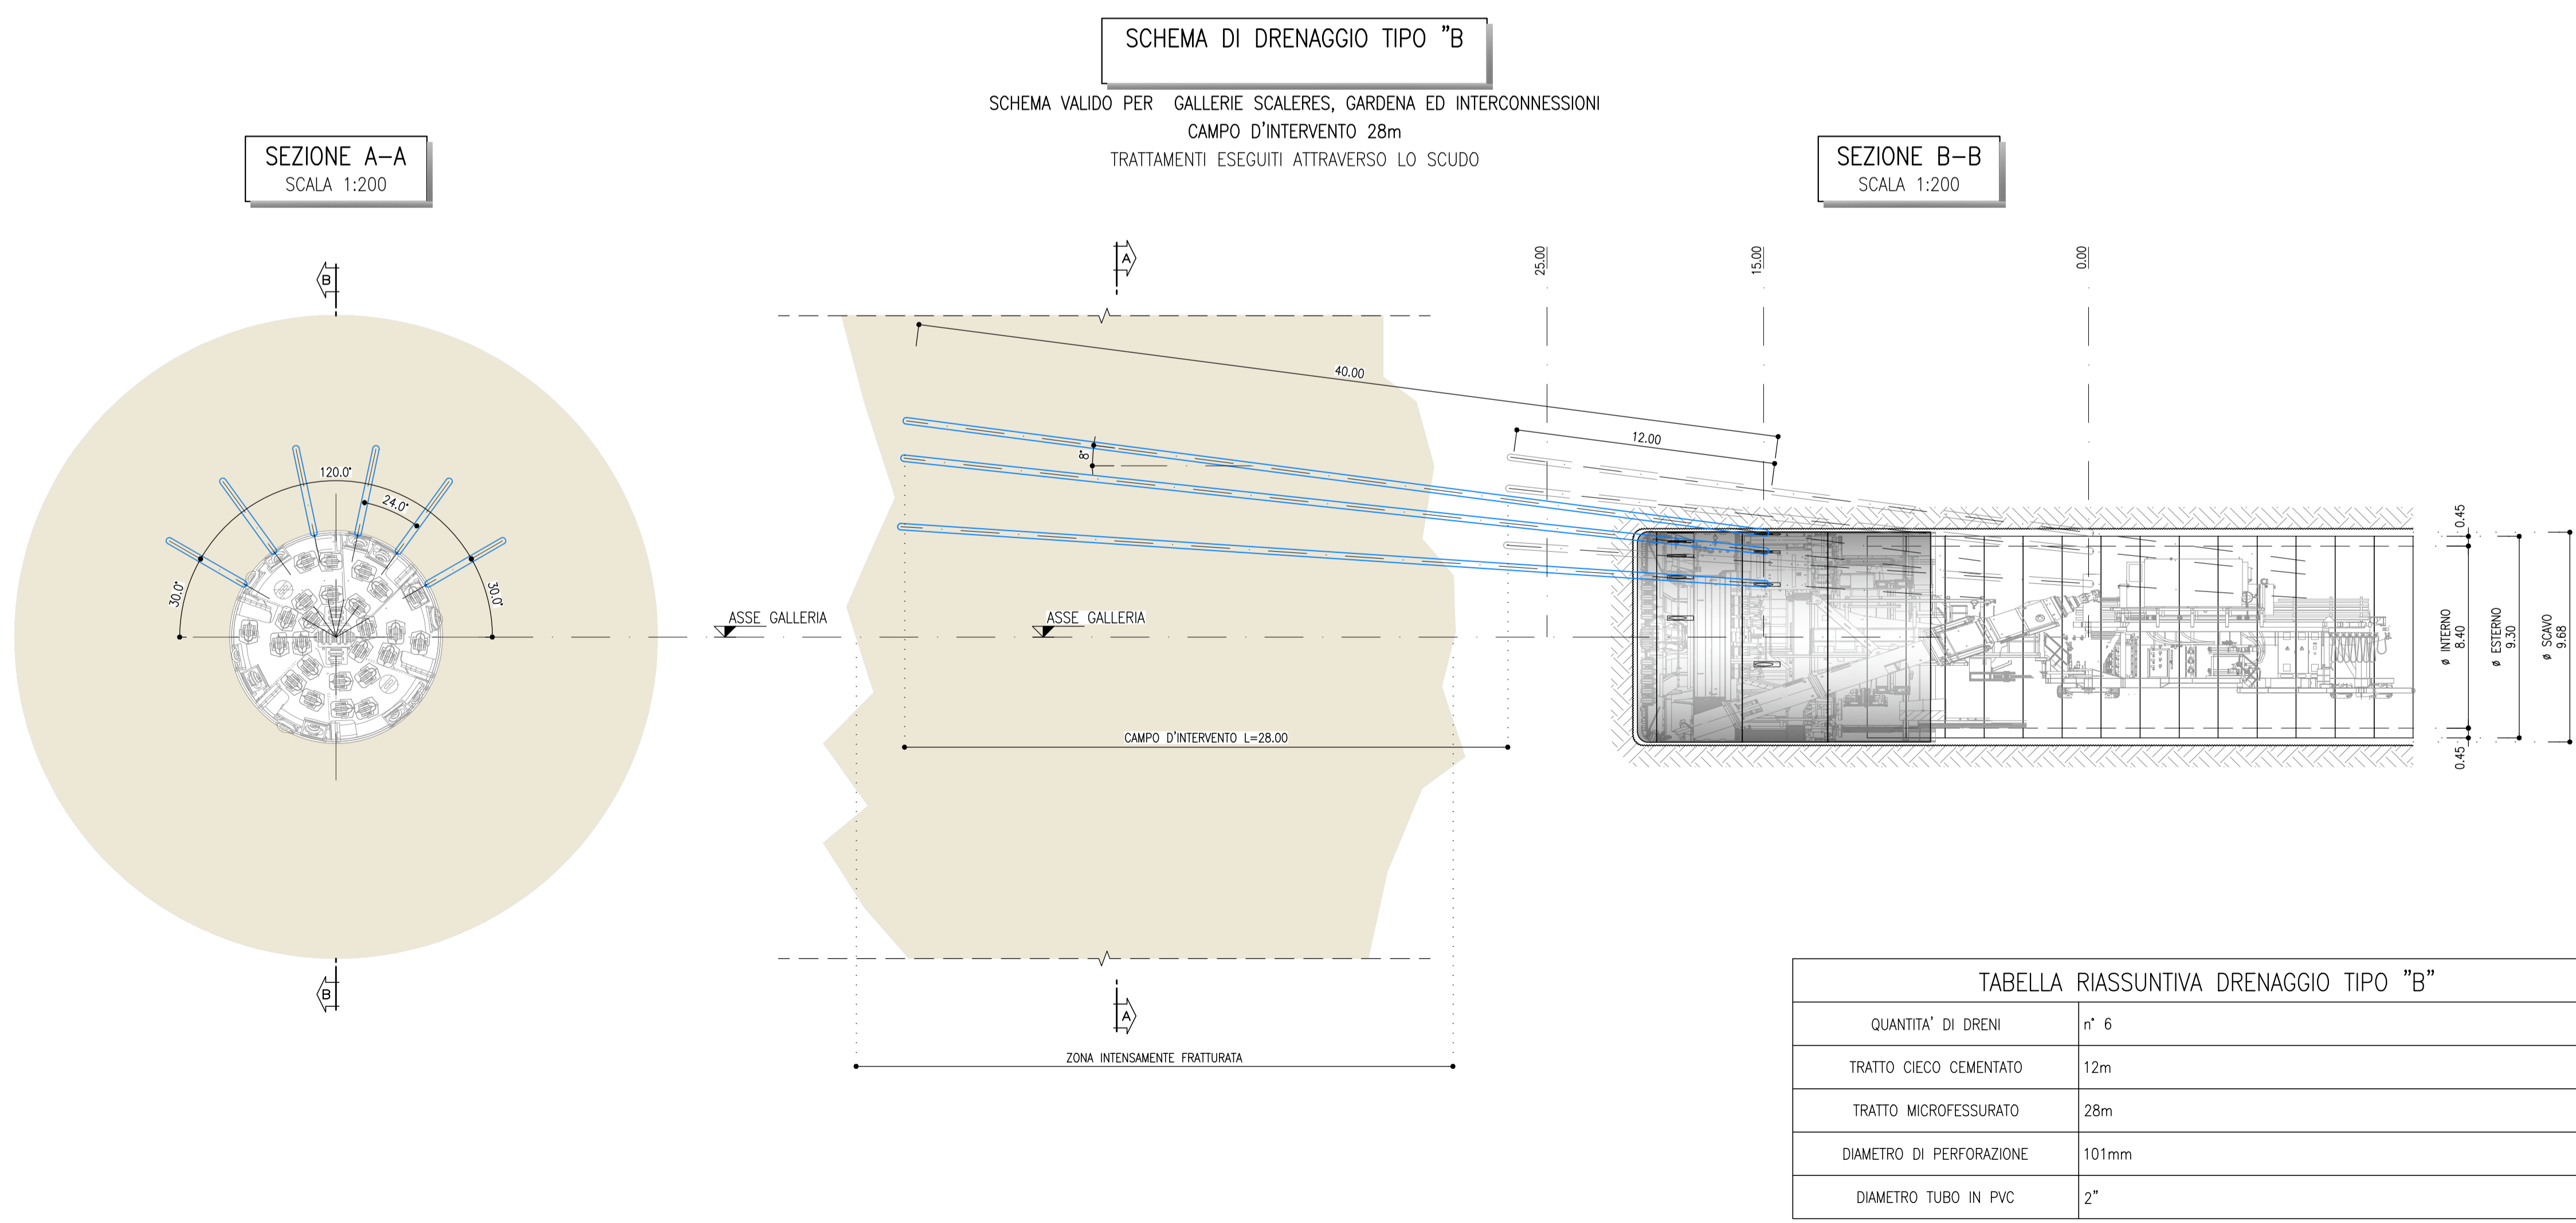 SCHEMA DI DRENAGGIO TIPO "B
SCHEMA VALIDO PER GALLERIE SCALERES, GARDENA ED INTERCONNESSIONI
CAMPO D'INTERVENTO 28m
TRATTAMENTI ESEGUITI ATTRAVERSO LO SCUDO
SEZIONE A-A
SCALA 1:200
SEZIONE B-B
SCALA 1:200
B
120.0°
24.0°
30.0°
30.0°
B
A
25.00
15.00
0.00
40.00
12.00
8°
ASSE GALLERIA
ASSE GALLERIA
CAMPO D'INTERVENTO L=28.00
A
ZONA INTENSAMENTE FRATTURATA
0.45
ø INTERNO
8.40
ø ESTERNO
9.30
ø SCAVO
9.68
0.45
TABELLA RIASSUNTIVA DRENAGGIO TIPO "B"
QUANTITA' DI DRENI n° 6
TRATTO CIECO CEMENTATO 12m
TRATTO MICROFESSURATO 28m
DIAMETRO DI PERFORAZIONE 101mm
DIAMETRO TUBO IN PVC 2"